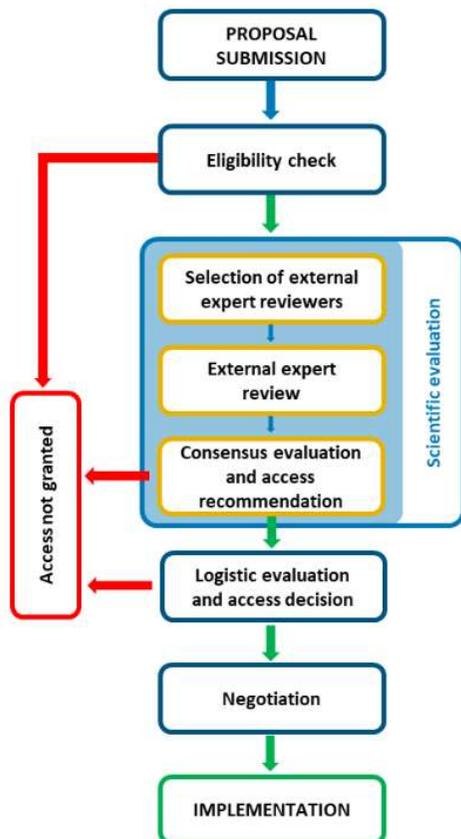 PROPOSAL
SUBMISSION
Eligibility check
Selection of external
expert reviewers
External expert
review
Consensus evaluation
and access
recommendation
Scientific evaluation
Access not granted
Logistic evaluation
and access decision
Negotiation
IMPLEMENTATION